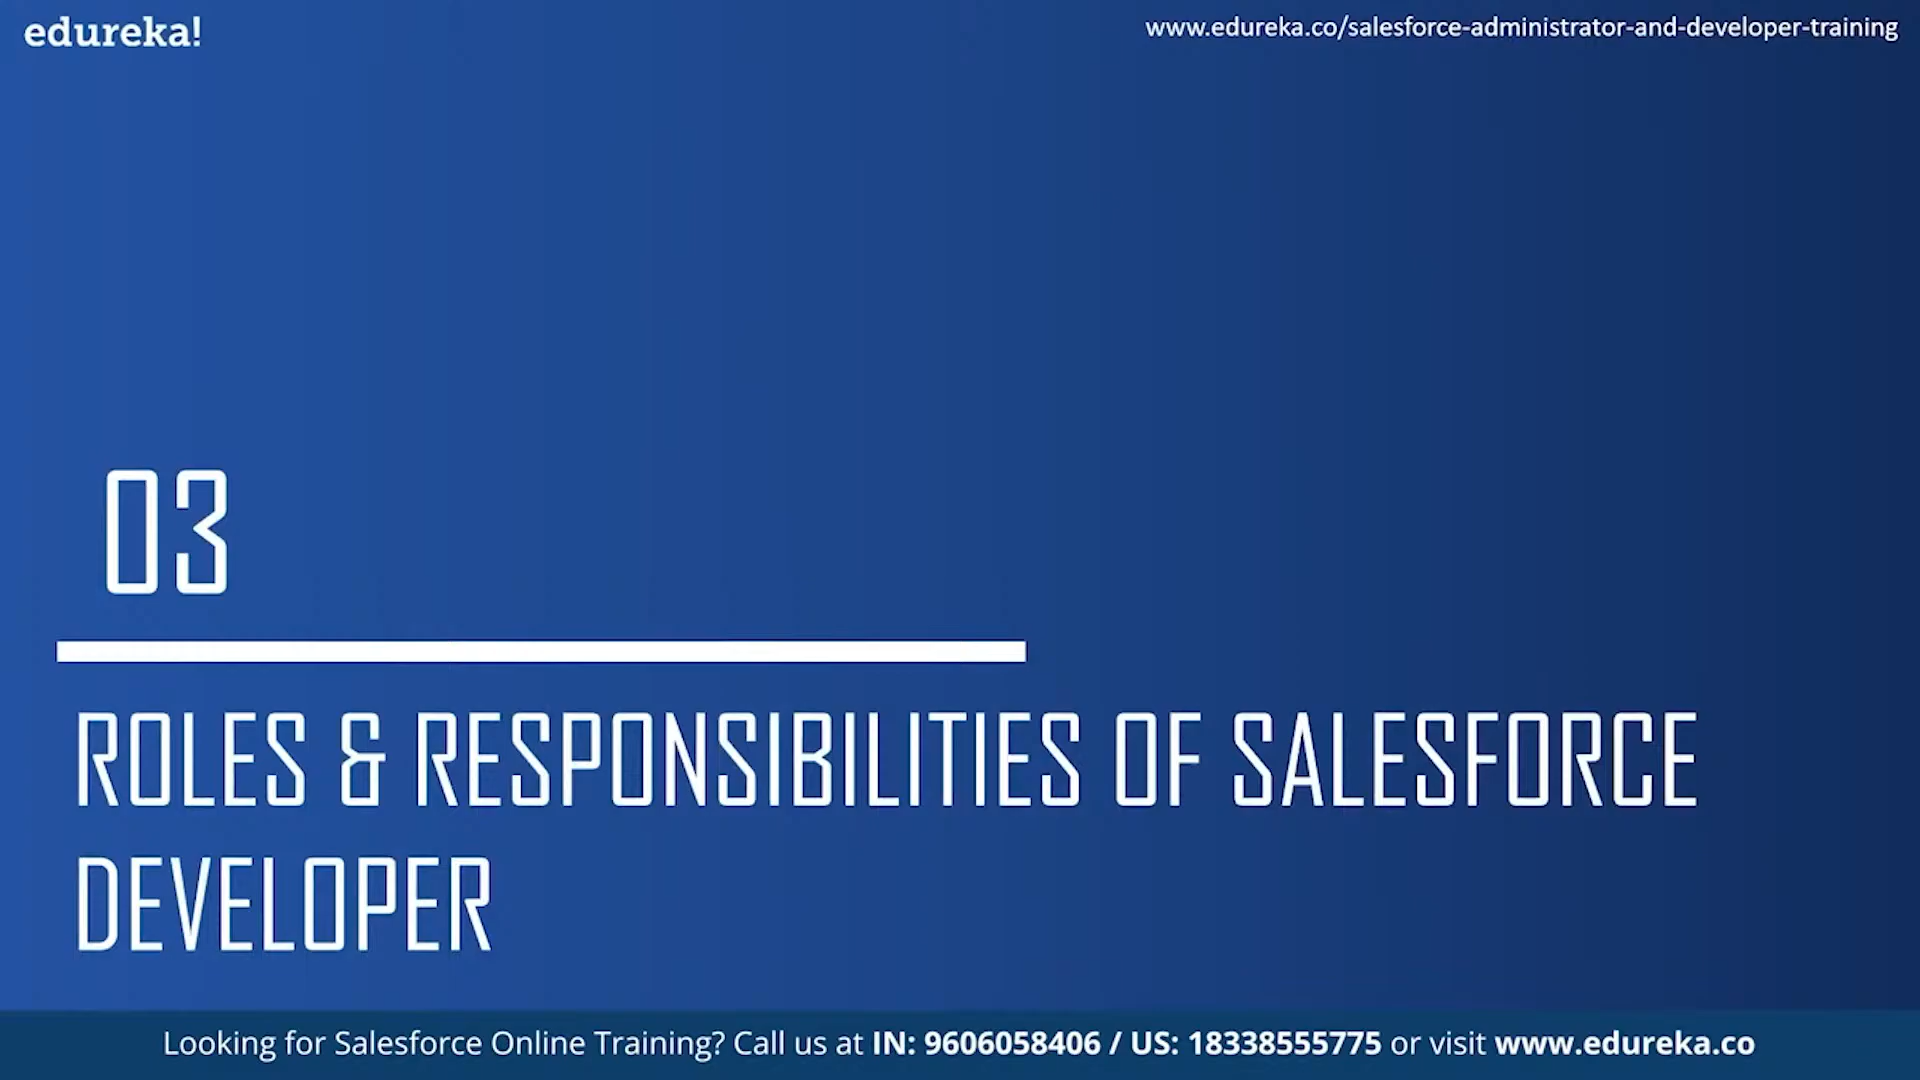 edureka!
www.edureka.co/salesforce-administrator-and-developer-training
03
ROLES & RESPONSIBILITIES OF SALESFORCE
DEVELOPER
Looking for Salesforce Online Training? Call us at IN: 9606058406 / US: 18338555775 or visit www.edureka.co